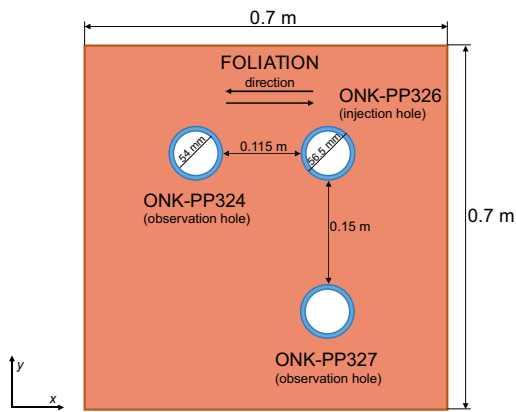 0.7 m
FOLIATION
direction
ONK-PP326
(injection hole)
54 mm
0.115 m
56.5 mm
ONK-PP324
(observation hole)
0.7 m
0.15 m
ONK-PP327
(observation hole)
y
x